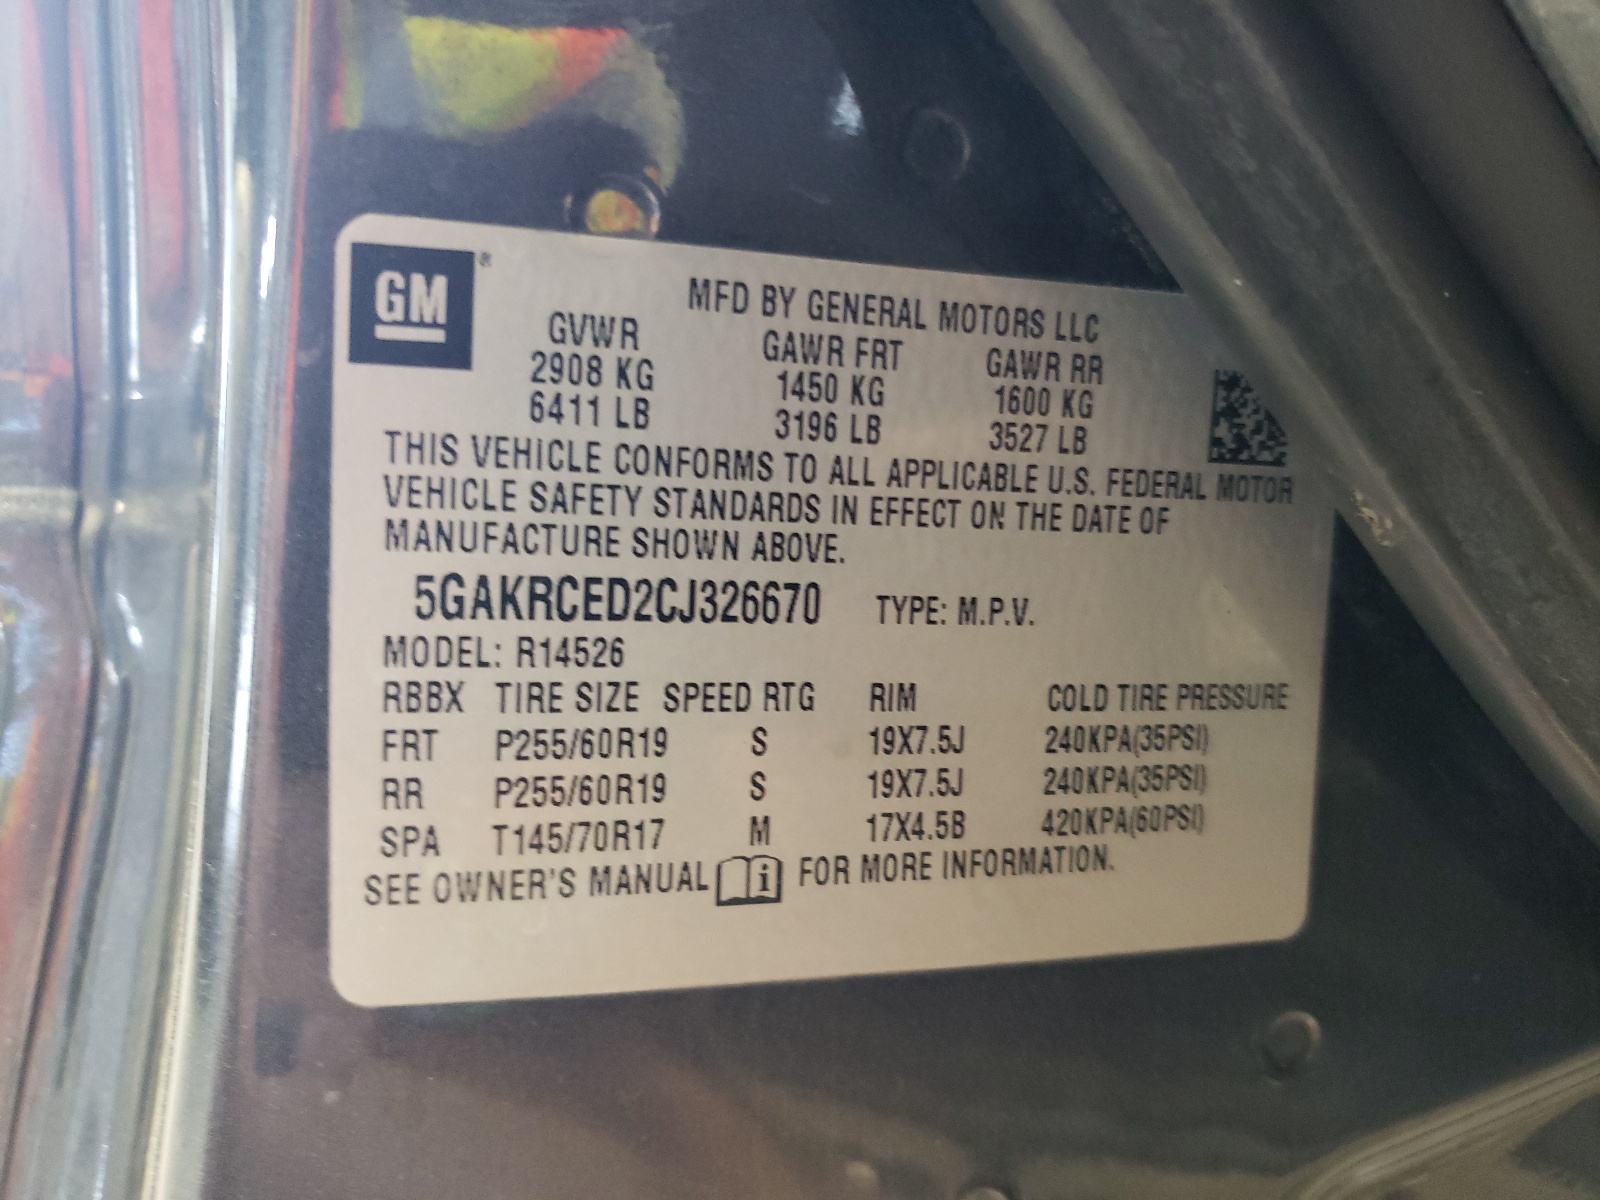 GM ®
MFD BY GENERAL MOTORS LLC
GVWR GAWR FRT GAWR RR
2908 KG 1450 KG 1600 KG
6411 LB 3196 LB 3527 LB
THIS VEHICLE CONFORMS TO ALL APPLICABLE U.S. FEDERAL MOTOR
VEHICLE SAFETY STANDARDS IN EFFECT ON THE DATE OF
MANUFACTURE SHOWN ABOVE.
5GAKRCED2CJ326670 TYPE: M.P.V.
MODEL: R14526
RBBX TIRE SIZE SPEED RTG RIM COLD TIRE PRESSURE
FRT P255/60R19 S 19X7.5J 240KPA(35PSI)
RR P255/60R19 S 19X7.5J 240KPA(35PSI)
SPA T145/70R17 M 17X4.5B 420KPA(60PSI)
SEE OWNER'S MANUAL i FOR MORE INFORMATION.